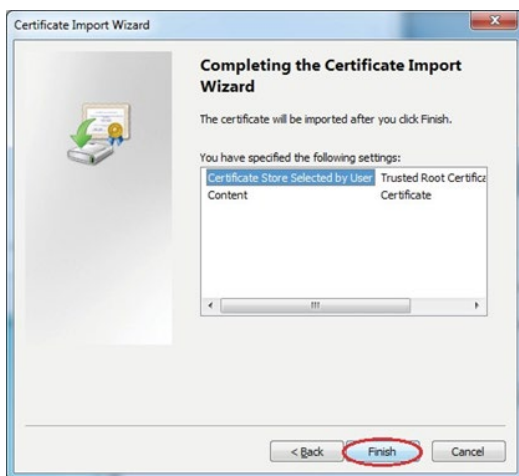 Certificate Import Wizard
Completing the Certificate Import
Wizard
The certificate will be imported after you click Finish.
You have specified the following settings:
Certificate Store Selected by User Trusted Root Certifica
Content Certificate
< Back Finish Cancel